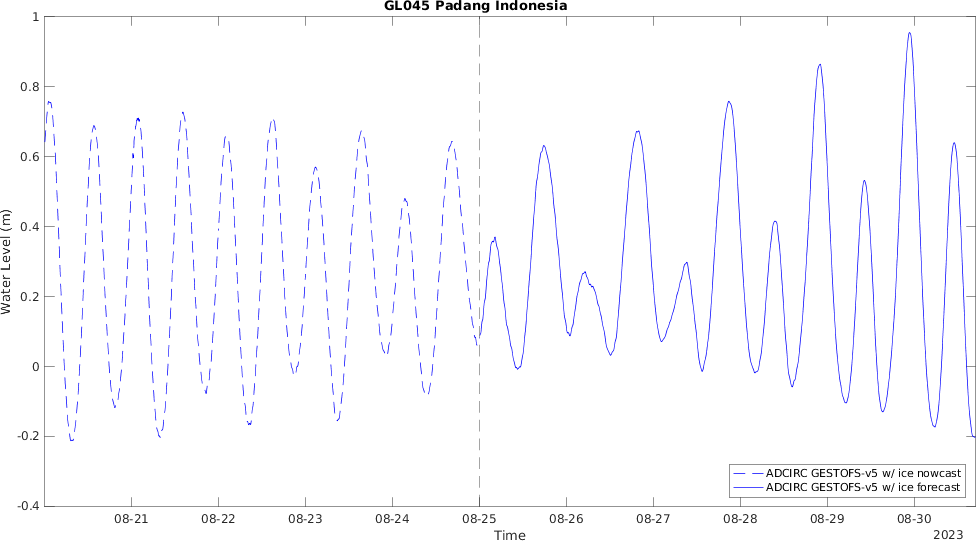 GL045 Padang Indonesia
Water Level (m)
1
0.8
0.6
0.4
0.2
0
-0.2
-0.4
08-21 08-22 08-23 08-24 08-25 08-26 08-27 08-28 08-29 08-30
Time
2023
ADCIRC GESTOFS-v5 w/ ice nowcast
ADCIRC GESTOFS-v5 w/ ice forecast